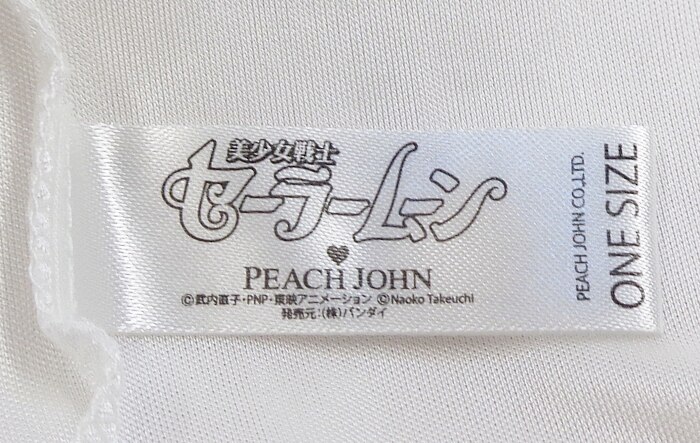 美少女戦士
セーラームーン
PEACH JOHN
©武内直子・PNP・東映アニメーション ©Naoko Takeuchi
発売元:(株)バンダイ
PEACH JOHN CO.,LTD.
ONE SIZE